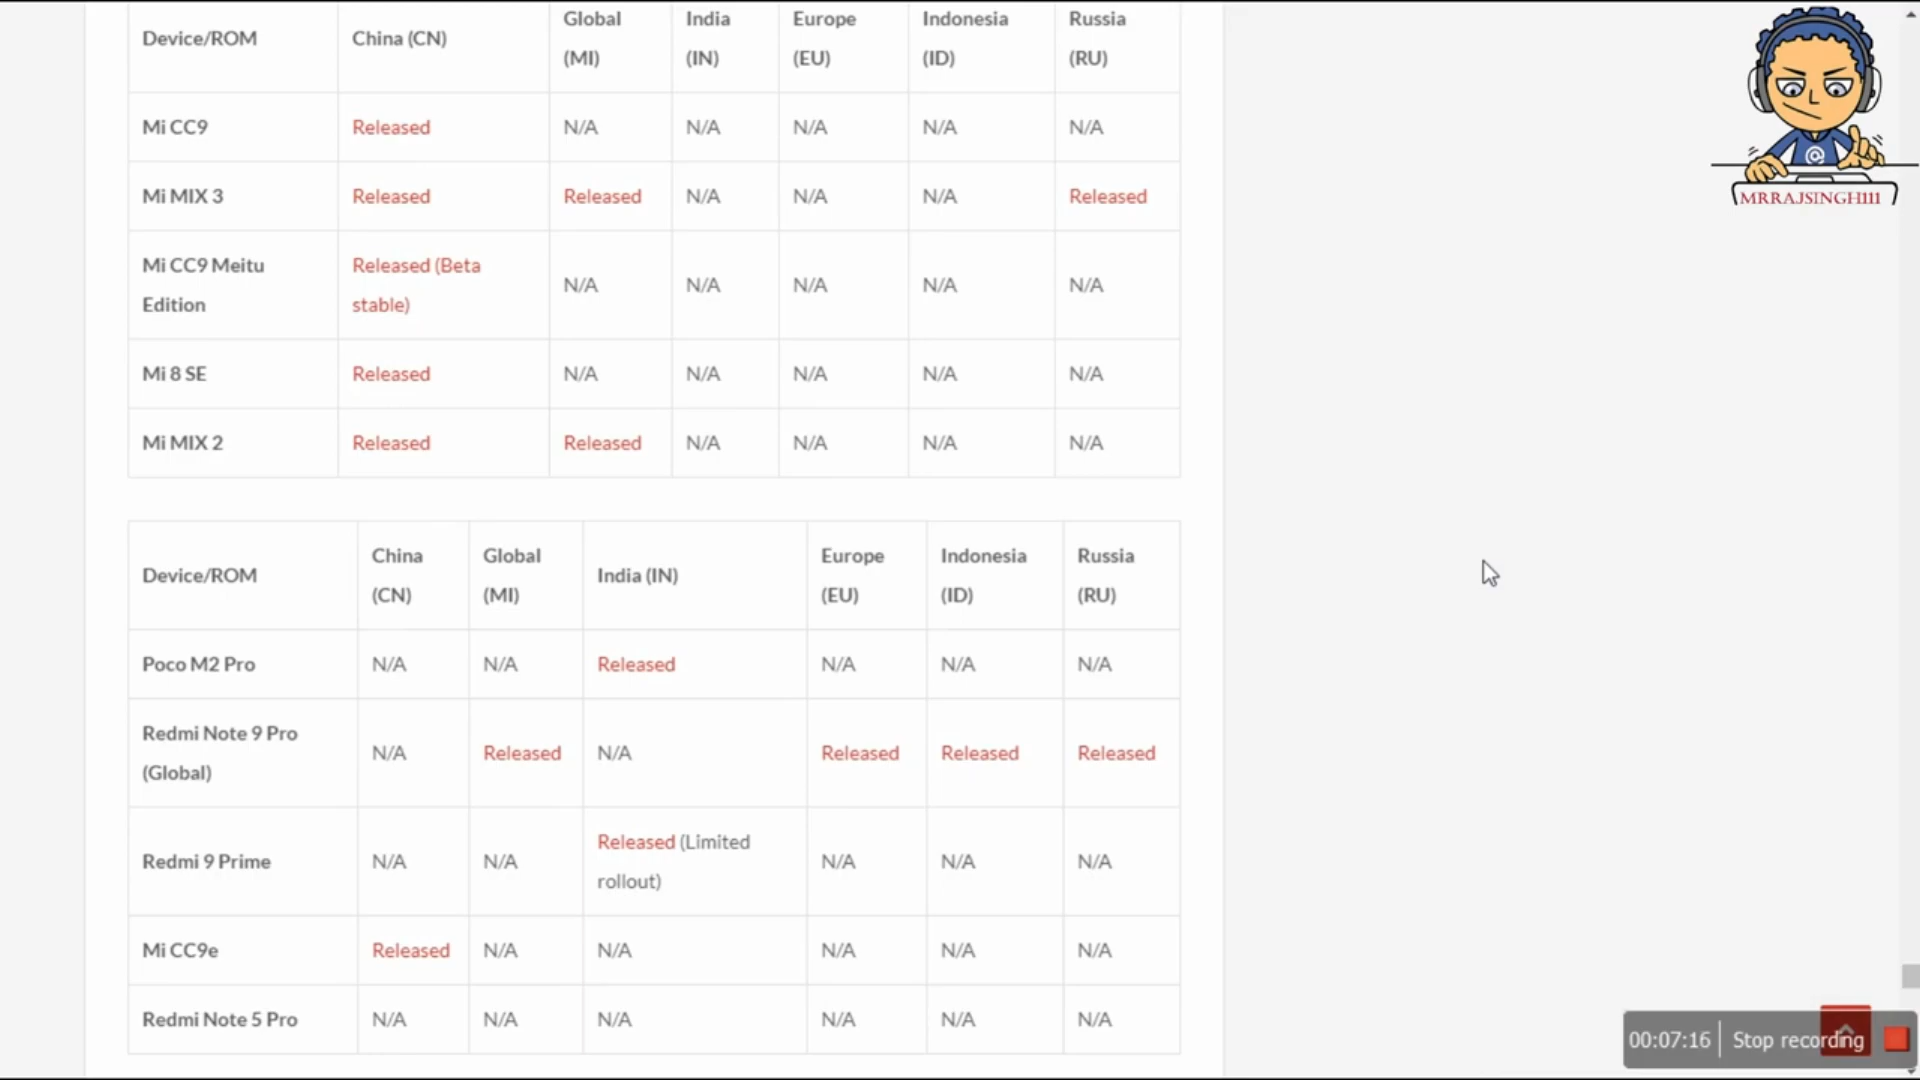 Device/ROM China (CN) Global (MI) India (IN) Europe (EU) Indonesia (ID) Russia (RU)
Mi CC9 Released N/A N/A N/A N/A N/A
Mi MIX 3 Released Released N/A N/A N/A Released
Mi CC9 Meitu Edition Released (Beta stable) N/A N/A N/A N/A N/A
Mi 8 SE Released N/A N/A N/A N/A N/A
Mi MIX 2 Released Released N/A N/A N/A N/A
Device/ROM China (CN) Global (MI) India (IN) Europe (EU) Indonesia (ID) Russia (RU)
Poco M2 Pro N/A N/A Released N/A N/A N/A
Redmi Note 9 Pro (Global) N/A Released N/A Released Released Released
Redmi 9 Prime N/A N/A Released (Limited rollout) N/A N/A N/A
Mi CC9e Released N/A N/A N/A N/A N/A
Redmi Note 5 Pro N/A N/A N/A N/A N/A N/A
@
MRRAJSINGH111
00:07:16 Stop recording